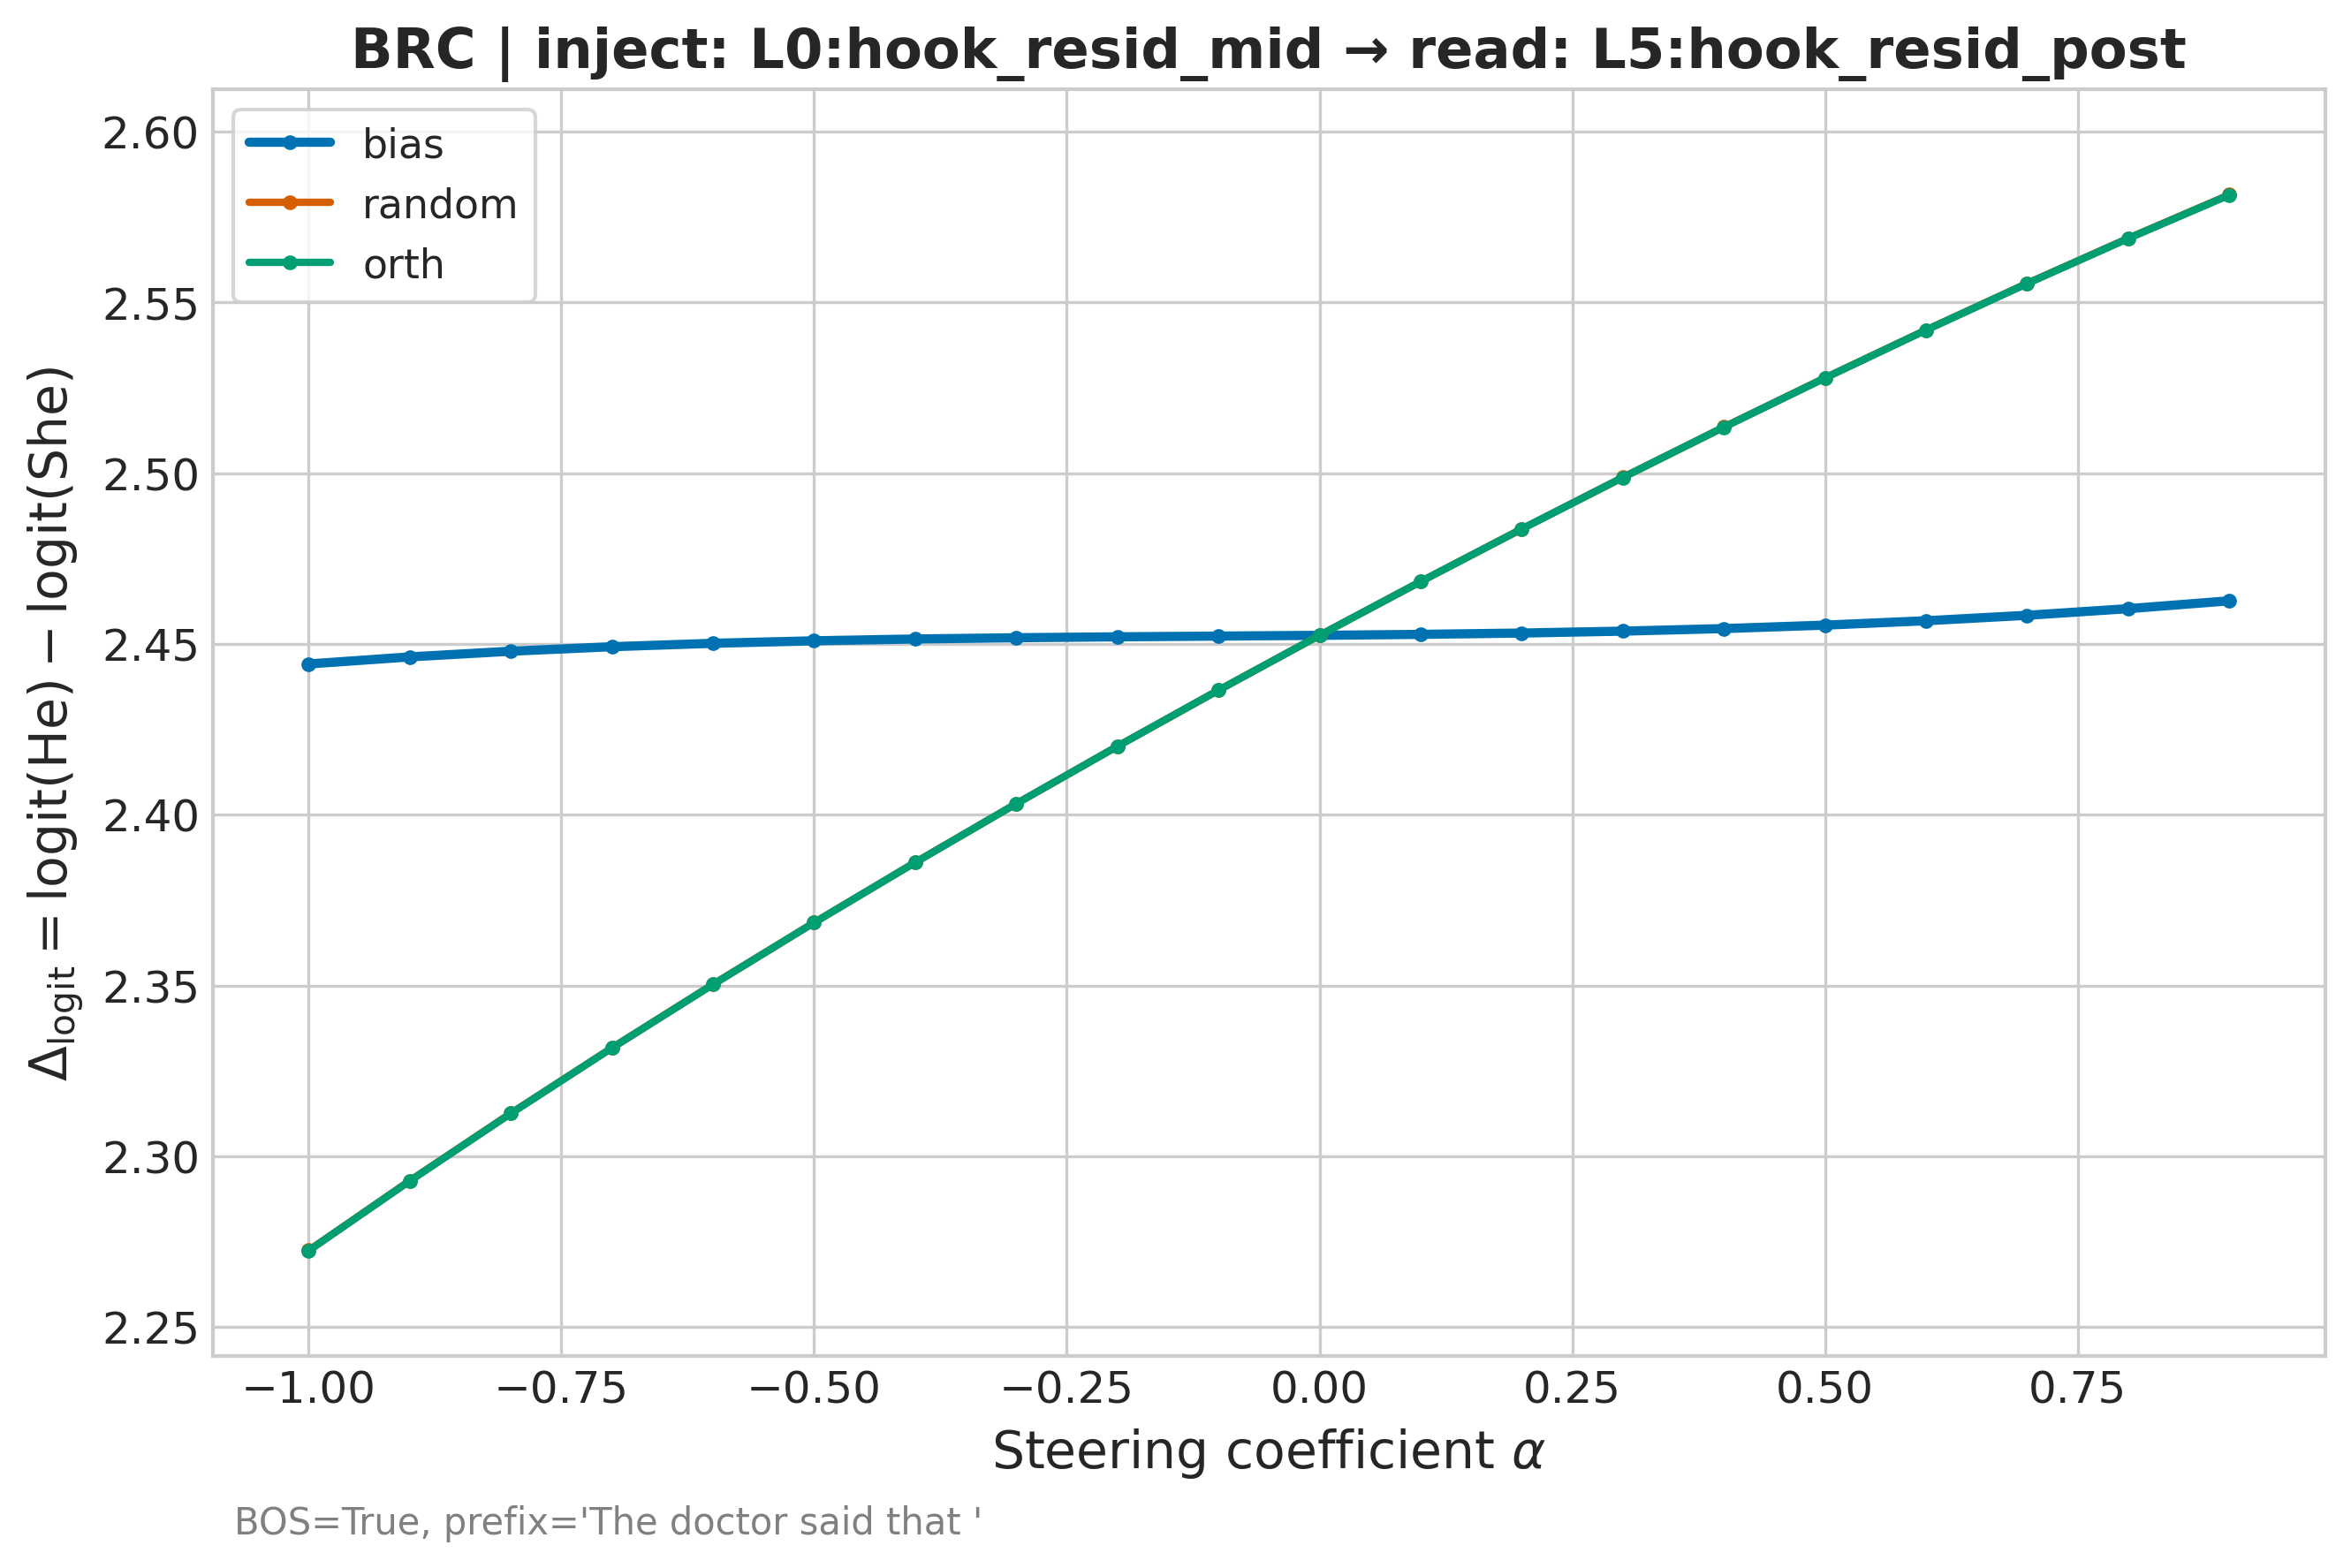 BRC | inject: L0:hook_resid_mid → read: L5:hook_resid_post
bias
random
orth
2.60
2.55
2.50
2.45
2.40
2.35
2.30
2.25
Δlogit = logit(He) − logit(She)
−1.00 −0.75 −0.50 −0.25 0.00 0.25 0.50 0.75
Steering coefficient α
BOS=True, prefix='The doctor said that '